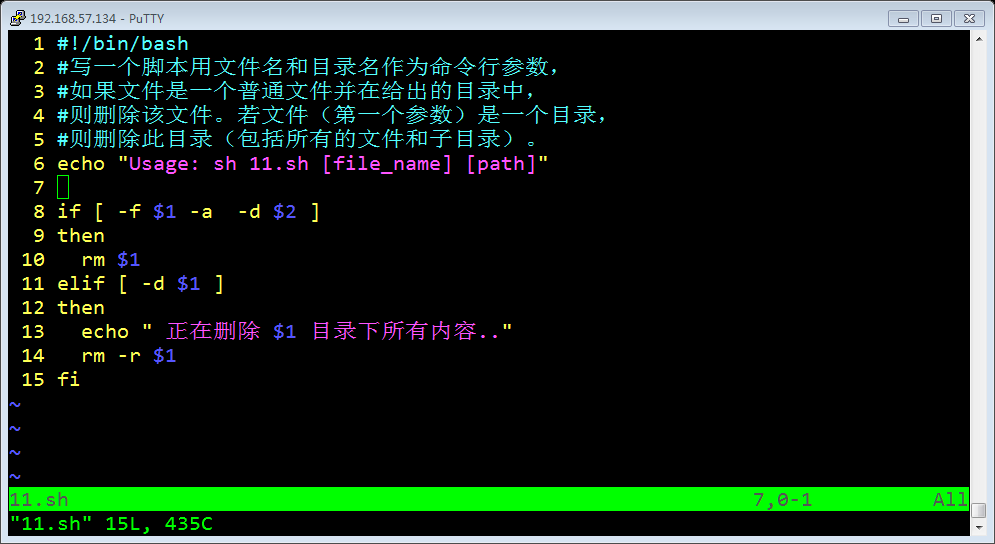 192.168.57.134 - PuTTY
1 #!/bin/bash
2 #写一个脚本用文件名和目录名作为命令行参数，
3 #如果文件是一个普通文件并在给出的目录中，
4 #则删除该文件。若文件（第一个参数）是一个目录，
5 #则删除此目录（包括所有的文件和子目录）。
6 echo "Usage: sh 11.sh [file_name] [path]"
7
8 if [ -f $1 -a  -d $2 ]
9 then
10   rm $1
11 elif [ -d $1 ]
12 then
13   echo " 正在删除 $1 目录下所有内容.."
14   rm -r $1
15 fi
~
~
~
~
11.sh 7,0-1 All
"11.sh" 15L, 435C